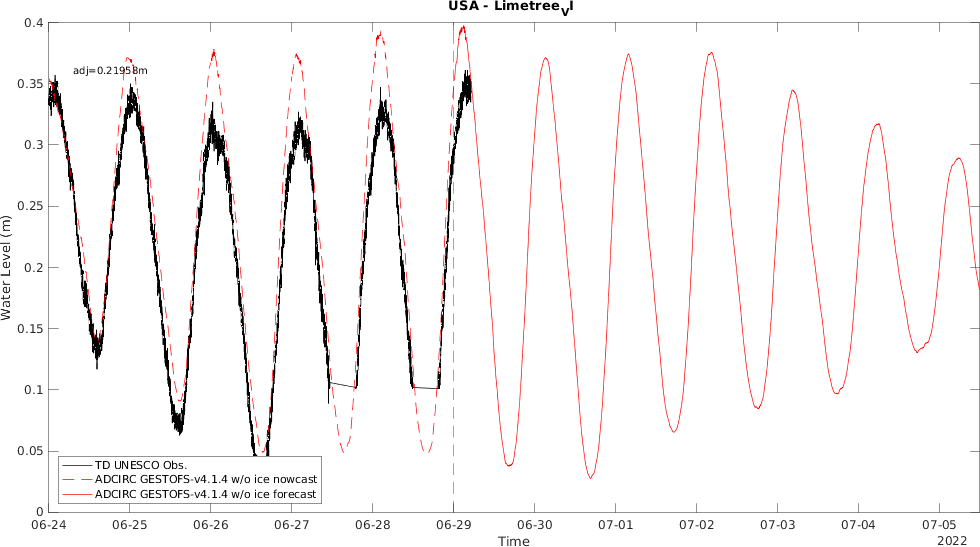 USA - LimetreeᵥI
adj=0.21958m
Water Level (m)
0.4
0.35
0.3
0.25
0.2
0.15
0.1
0.05
0
TD UNESCO Obs.
ADCIRC GESTOFS-v4.1.4 w/o ice nowcast
ADCIRC GESTOFS-v4.1.4 w/o ice forecast
06-24 06-25 06-26 06-27 06-28 06-29 06-30 07-01 07-02 07-03 07-04 07-05
Time
2022